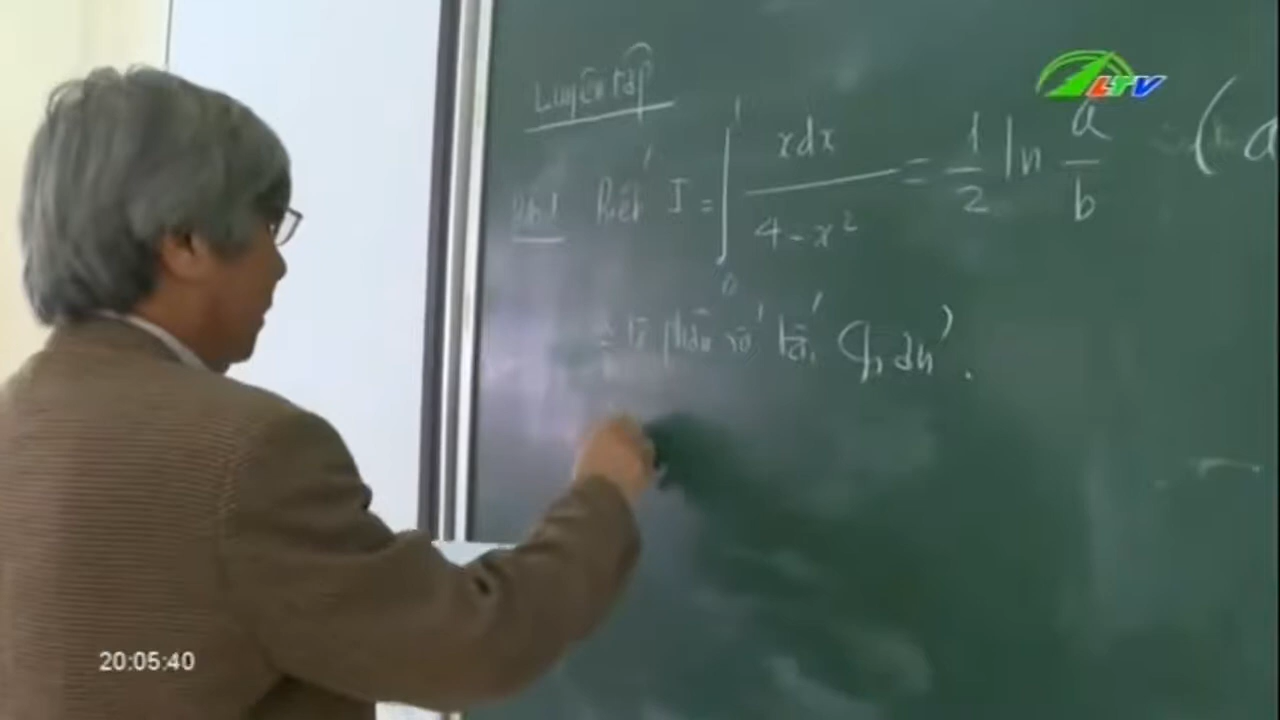 Luyện tập
LTV
Bài 1 Biết I = ∫₀¹ xdx / (4 - x²) = 1/2 ln a/b (a
a/b là phân số tối giản).
20:05:40